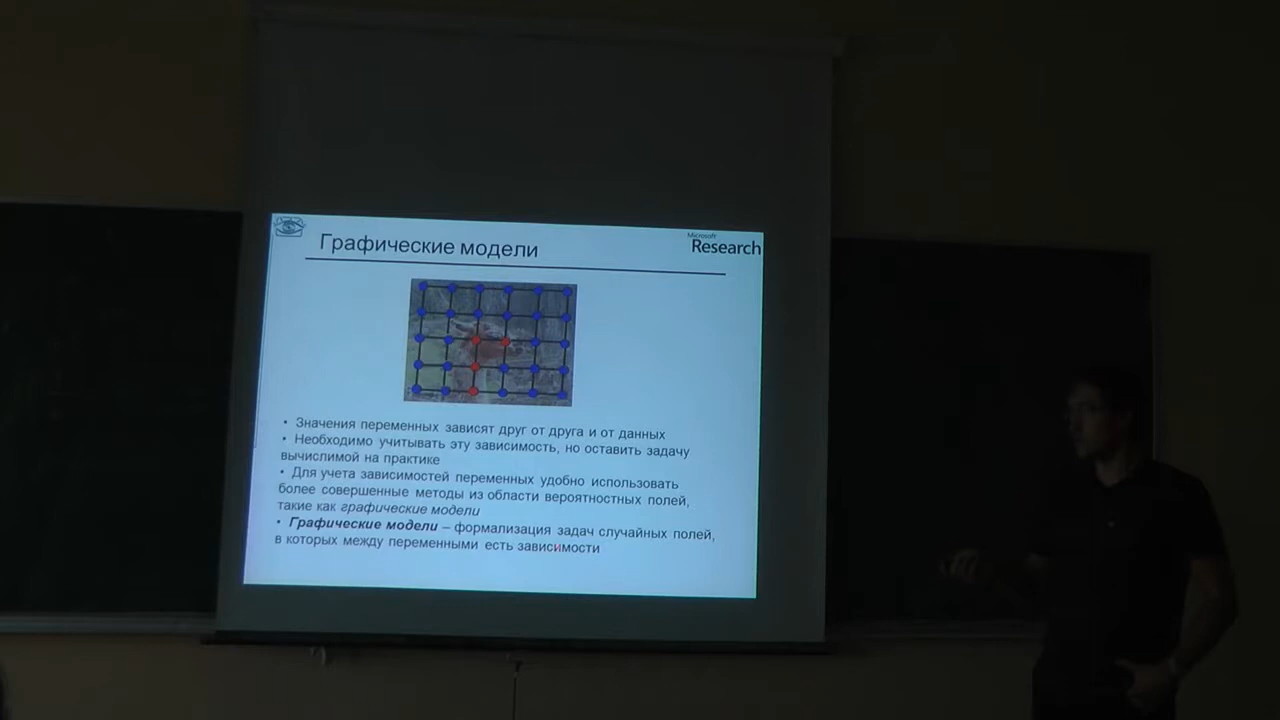 Графические модели
Microsoft
Research
• Значения переменных зависят друг от друга и от данных
• Необходимо учитывать эту зависимость, но оставить задачу
вычислимой на практике
• Для учета зависимостей переменных удобно использовать
более совершенные методы из области вероятностных полей,
такие как графические модели
• Графические модели – формализация задач случайных полей,
в которых между переменными есть зависимости